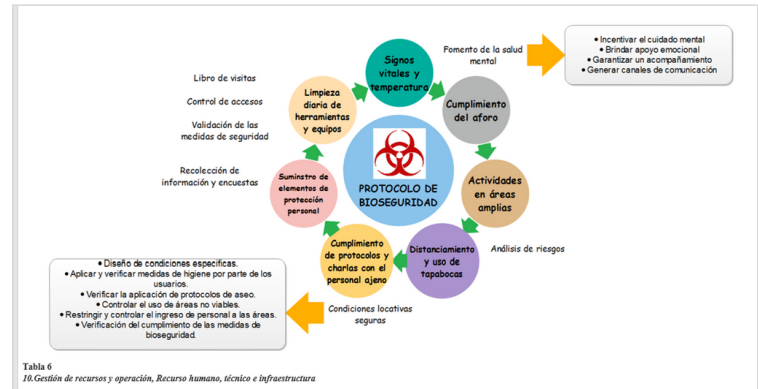 Signos
vitales y
temperatura
Fomento de la salud
mental
• Incentivar el cuidado mental
• Brindar apoyo emocional
• Garantizar un acompañamiento
• Generar canales de comunicación
Libro de visitas
Control de accesos
Validación de las
medidas de seguridad
Recolección de
información y encuestas
Limpieza
diaria de
herramientas
y equipos
Cumplimiento
del aforo
PROTOCOLO DE
BIOSEGURIDAD
Suminstro de
elementos de
protección
personal
Actividades
en áreas
amplias
Análisis de riesgos
Cumplimiento
de protocolos y
charlas con el
personal ajeno
Distanciamiento
y uso de
tapabocas
• Diseño de condiciones especificas.
• Aplicar y verificar medidas de higiene por parte de los
usuarios.
• Verificar la aplicación de protocolos de aseo.
• Controlar el uso de áreas no viables.
• Restringir y controlar el ingreso de personal a las áreas.
• Verificación del cumplimiento de las medidas de
bioseguridad.
Condiciones locativas
seguras
Tabla 6
10.Gestión de recursos y operación, Recurso humano, técnico e infraestructura